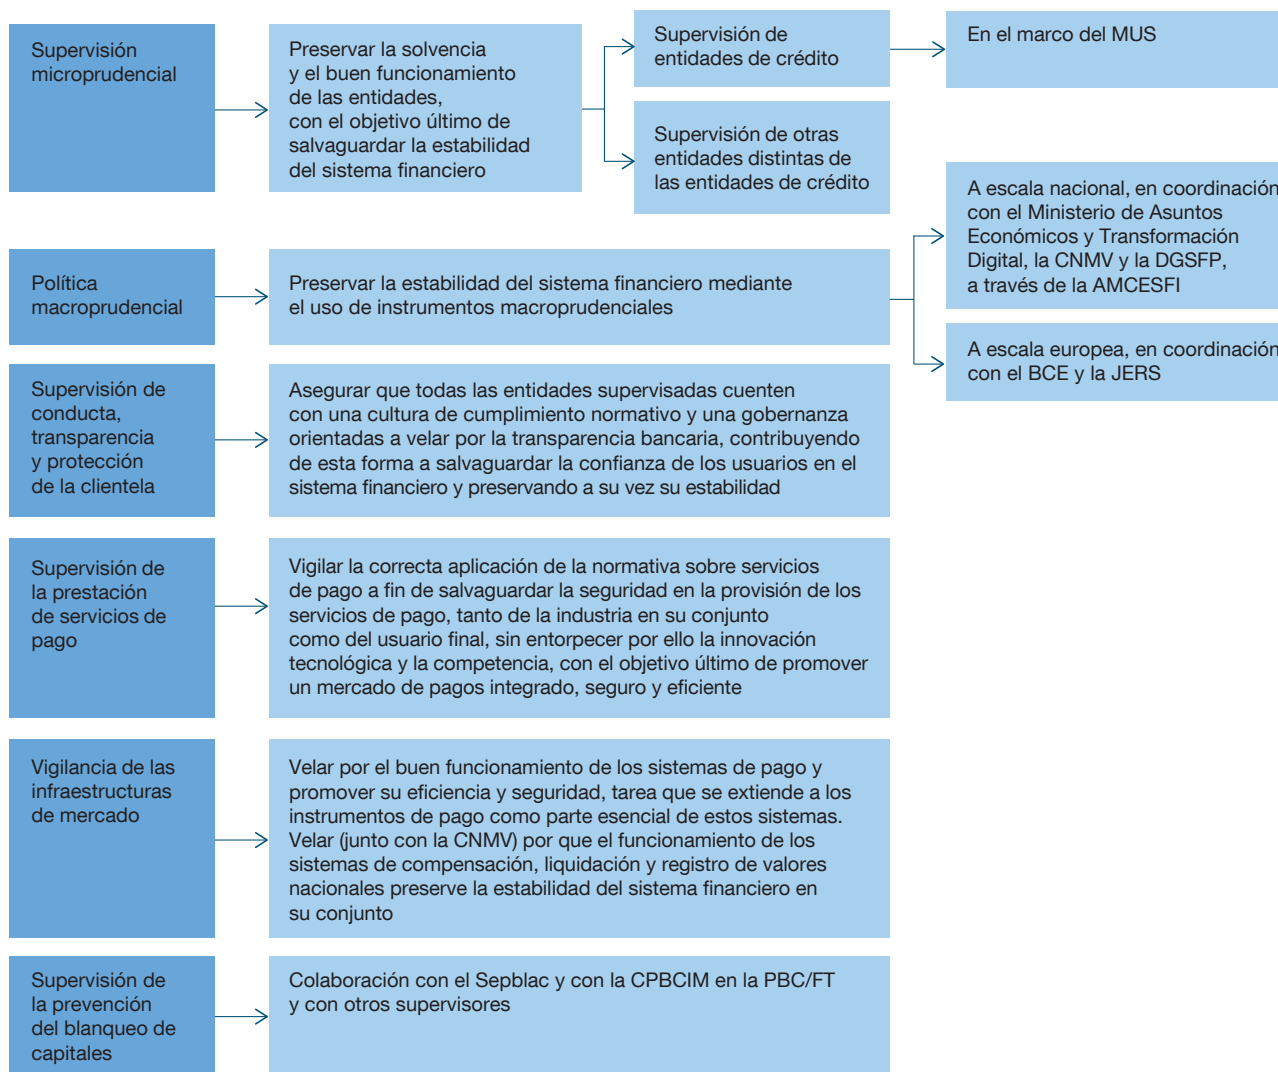 Supervisión
microprudencial
Preservar la solvencia
y el buen funcionamiento
de las entidades,
con el objetivo último de
salvaguardar la estabilidad
del sistema financiero
Supervisión de
entidades de crédito
En el marco del MUS
Supervisión de otras
entidades distintas de
las entidades de crédito
Política
macroprudencial
Preservar la estabilidad del sistema financiero mediante
el uso de instrumentos macroprudenciales
A escala nacional, en coordinación
con el Ministerio de Asuntos
Económicos y Transformación
Digital, la CNMV y la DGSFP,
a través de la AMCESFI
A escala europea, en coordinación
con el BCE y la JERS
Supervisión de
conducta,
transparencia
y protección
de la clientela
Asegurar que todas las entidades supervisadas cuenten
con una cultura de cumplimiento normativo y una gobernanza
orientadas a velar por la transparencia bancaria, contribuyendo
de esta forma a salvaguardar la confianza de los usuarios en el
sistema financiero y preservando a su vez su estabilidad
Supervisión de
la prestación
de servicios de
pago
Vigilar la correcta aplicación de la normativa sobre servicios
de pago a fin de salvaguardar la seguridad en la provisión de los
servicios de pago, tanto de la industria en su conjunto
como del usuario final, sin entorpecer por ello la innovación
tecnológica y la competencia, con el objetivo último de promover
un mercado de pagos integrado, seguro y eficiente
Vigilancia de las
infraestructuras
de mercado
Velar por el buen funcionamiento de los sistemas de pago y
promover su eficiencia y seguridad, tarea que se extiende a los
instrumentos de pago como parte esencial de estos sistemas.
Velar (junto con la CNMV) por que el funcionamiento de los
sistemas de compensación, liquidación y registro de valores
nacionales preserve la estabilidad del sistema financiero en
su conjunto
Supervisión de
la prevención
del blanqueo de
capitales
Colaboración con el Sepblac y con la CPBCIM en la PBC/FT
y con otros supervisores